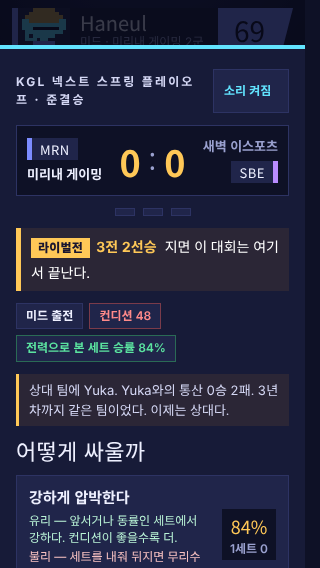 Haneul
미드 · 미리내 게이밍 2군
69
KGL 넥스트 스프링 플레이오
프 · 준결승
소리 켜짐
MRN
미리내 게이밍
0 : 0
새벽 이스포츠
SBE
라이벌전 3전 2선승 지면 이 대회는 여기
서 끝난다.
미드 출전
컨디션 48
전력으로 본 세트 승률 84%
상대 팀에 Yuka. Yuka와의 통산 0승 2패. 3년
차까지 같은 팀이었다. 이제는 상대다.
어떻게 싸울까
강하게 압박한다
유리 — 앞서거나 동률인 세트에서
강하다. 컨디션이 좋을수록 더.
불리 — 세트를 내줘 뒤지면 무리수
84%
1세트 0